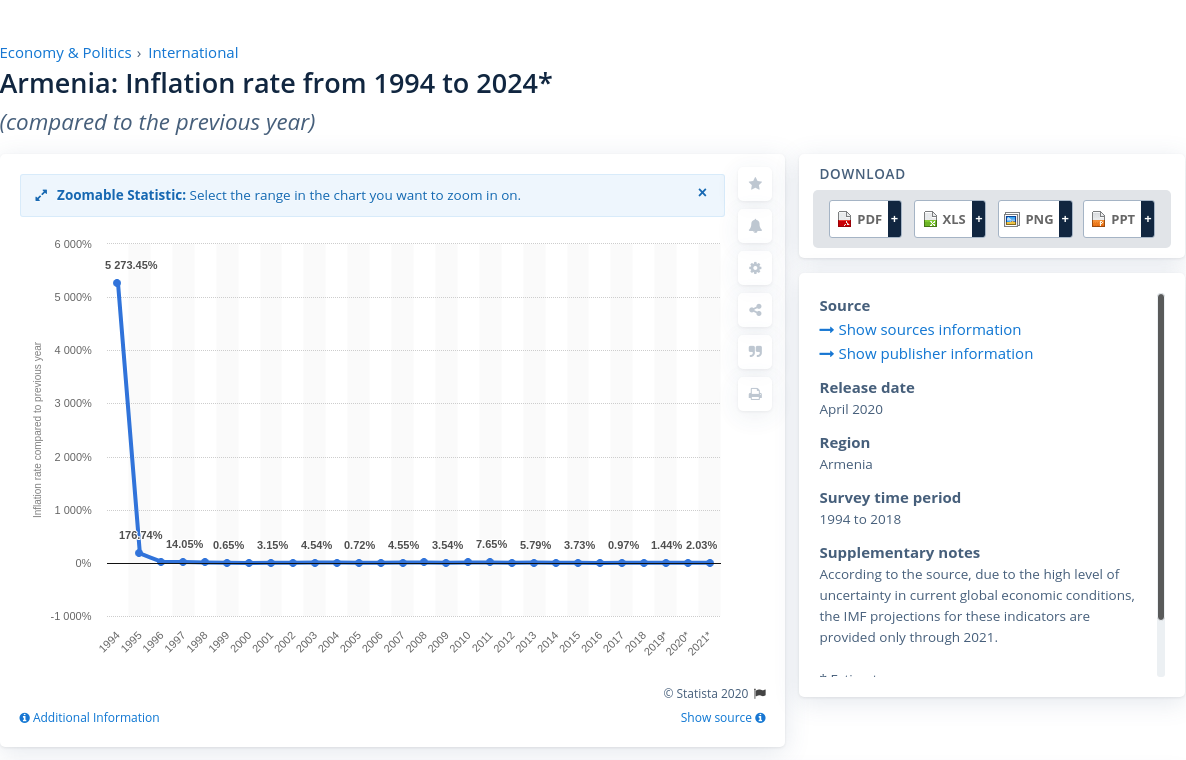 Economy & Politics › International
Armenia: Inflation rate from 1994 to 2024*
(compared to the previous year)
Zoomable Statistic: Select the range in the chart you want to zoom in on. ×
6 000%
5 000%
4 000%
3 000%
2 000%
1 000%
0%
-1 000%
Inflation rate compared to previous year
5 273.45%
176.74%
14.05%
0.65%
3.15%
4.54%
0.72%
4.55%
3.54%
7.65%
5.79%
3.73%
0.97%
1.44%
2.03%
1994
1995
1996
1997
1998
1999
2000
2001
2002
2003
2004
2005
2006
2007
2008
2009
2010
2011
2012
2013
2014
2015
2016
2017
2018
2019*
2020*
2021*
© Statista 2020
Additional Information
Show source
DOWNLOAD
PDF + XLS + PNG + PPT +
Source
Show sources information
Show publisher information
Release date
April 2020
Region
Armenia
Survey time period
1994 to 2018
Supplementary notes
According to the source, due to the high level of
uncertainty in current global economic conditions,
the IMF projections for these indicators are
provided only through 2021.